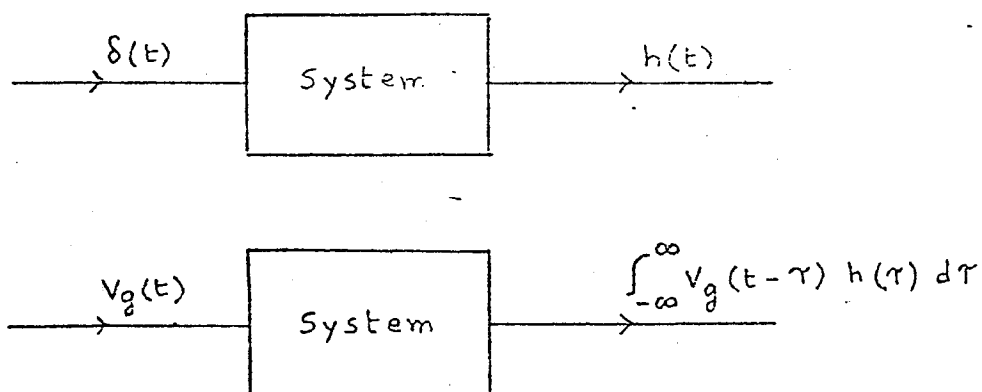 δ(t)
System
h(t)
V_g(t)
System
∫_{-∞}^{∞} V_g(t-τ) h(τ) dτ